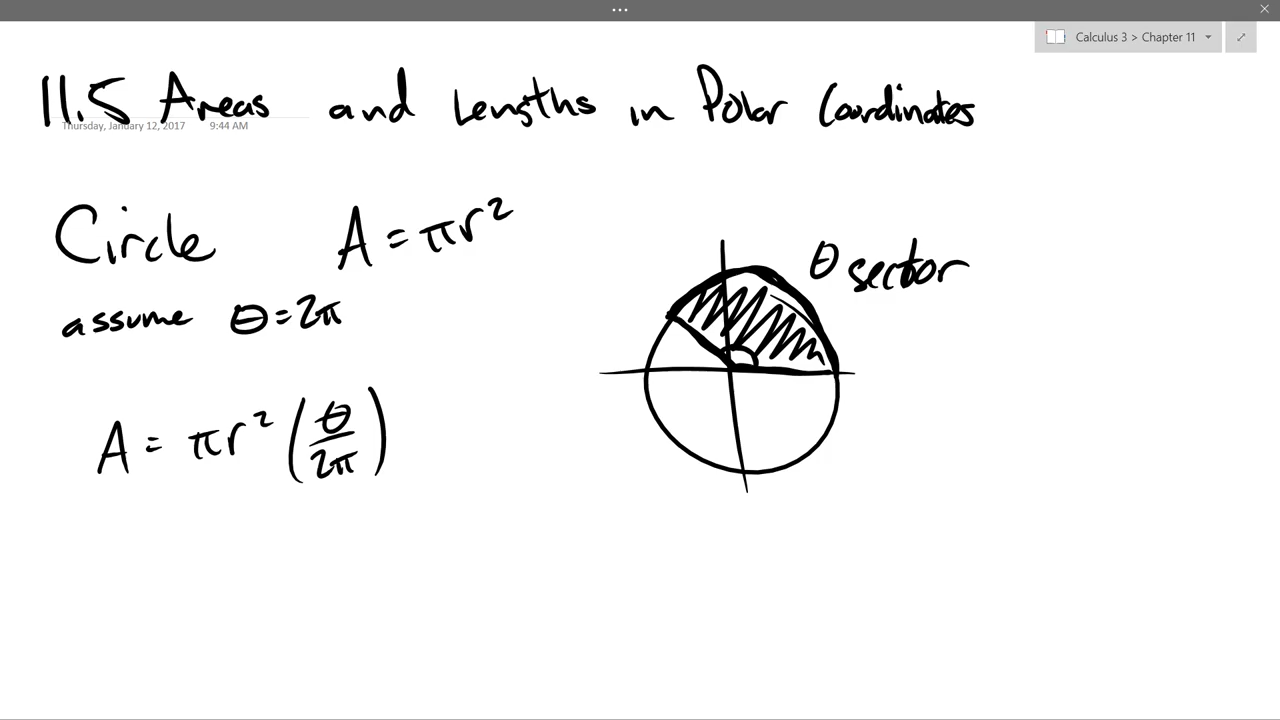 Calculus 3 > Chapter 11
11.5 Areas and Lengths in Polar Coordinates
Thursday, January 12, 2017 9:44 AM
Circle A = πr²
θ sector
assume θ = 2π
A = πr² (θ/2π)